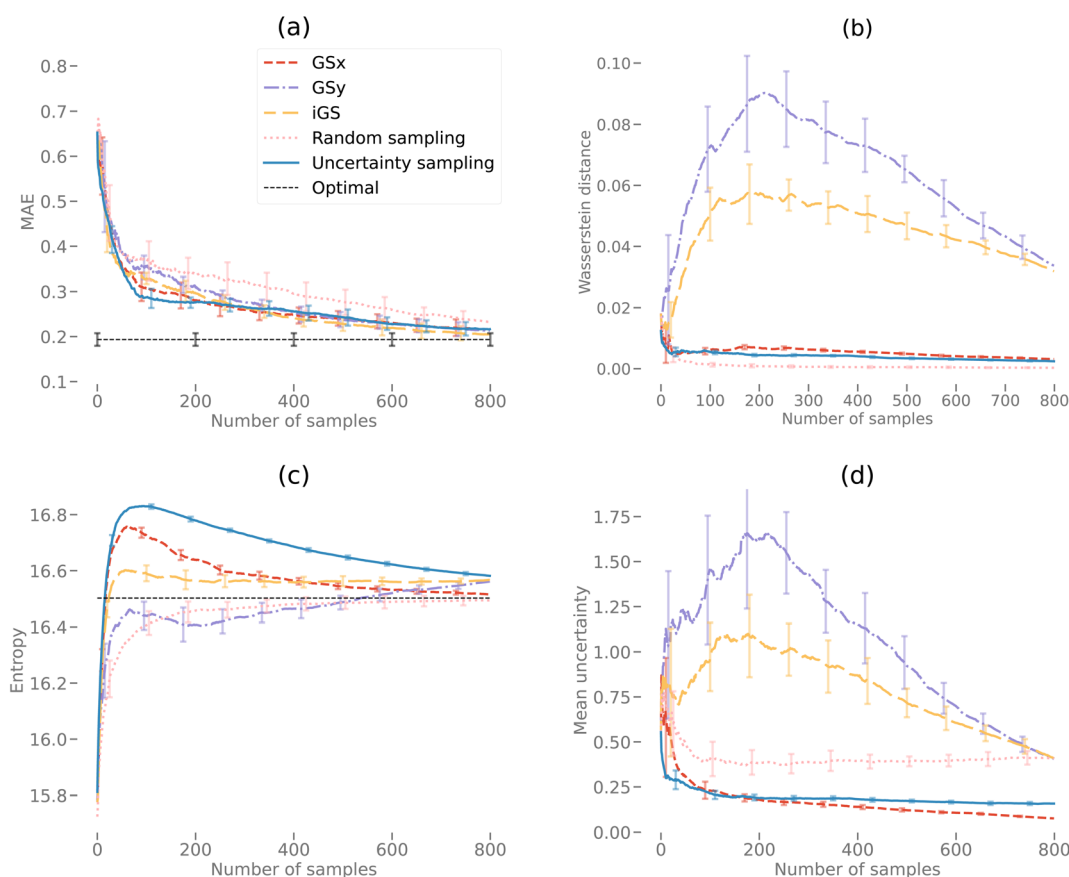 (a)
MAE
0.8
0.7
0.6
0.5
0.4
0.3
0.2
0.1
GSx
GSy
iGS
Random sampling
Uncertainty sampling
Optimal
0 200 400 600 800
Number of samples
(b)
Wasserstein distance
0.10
0.08
0.06
0.04
0.02
0.00
0 100 200 300 400 500 600 700 800
Number of samples
(c)
Entropy
16.8
16.6
16.4
16.2
16.0
15.8
0 200 400 600 800
Number of samples
(d)
Mean uncertainty
1.75
1.50
1.25
1.00
0.75
0.50
0.25
0.00
0 200 400 600 800
Number of samples